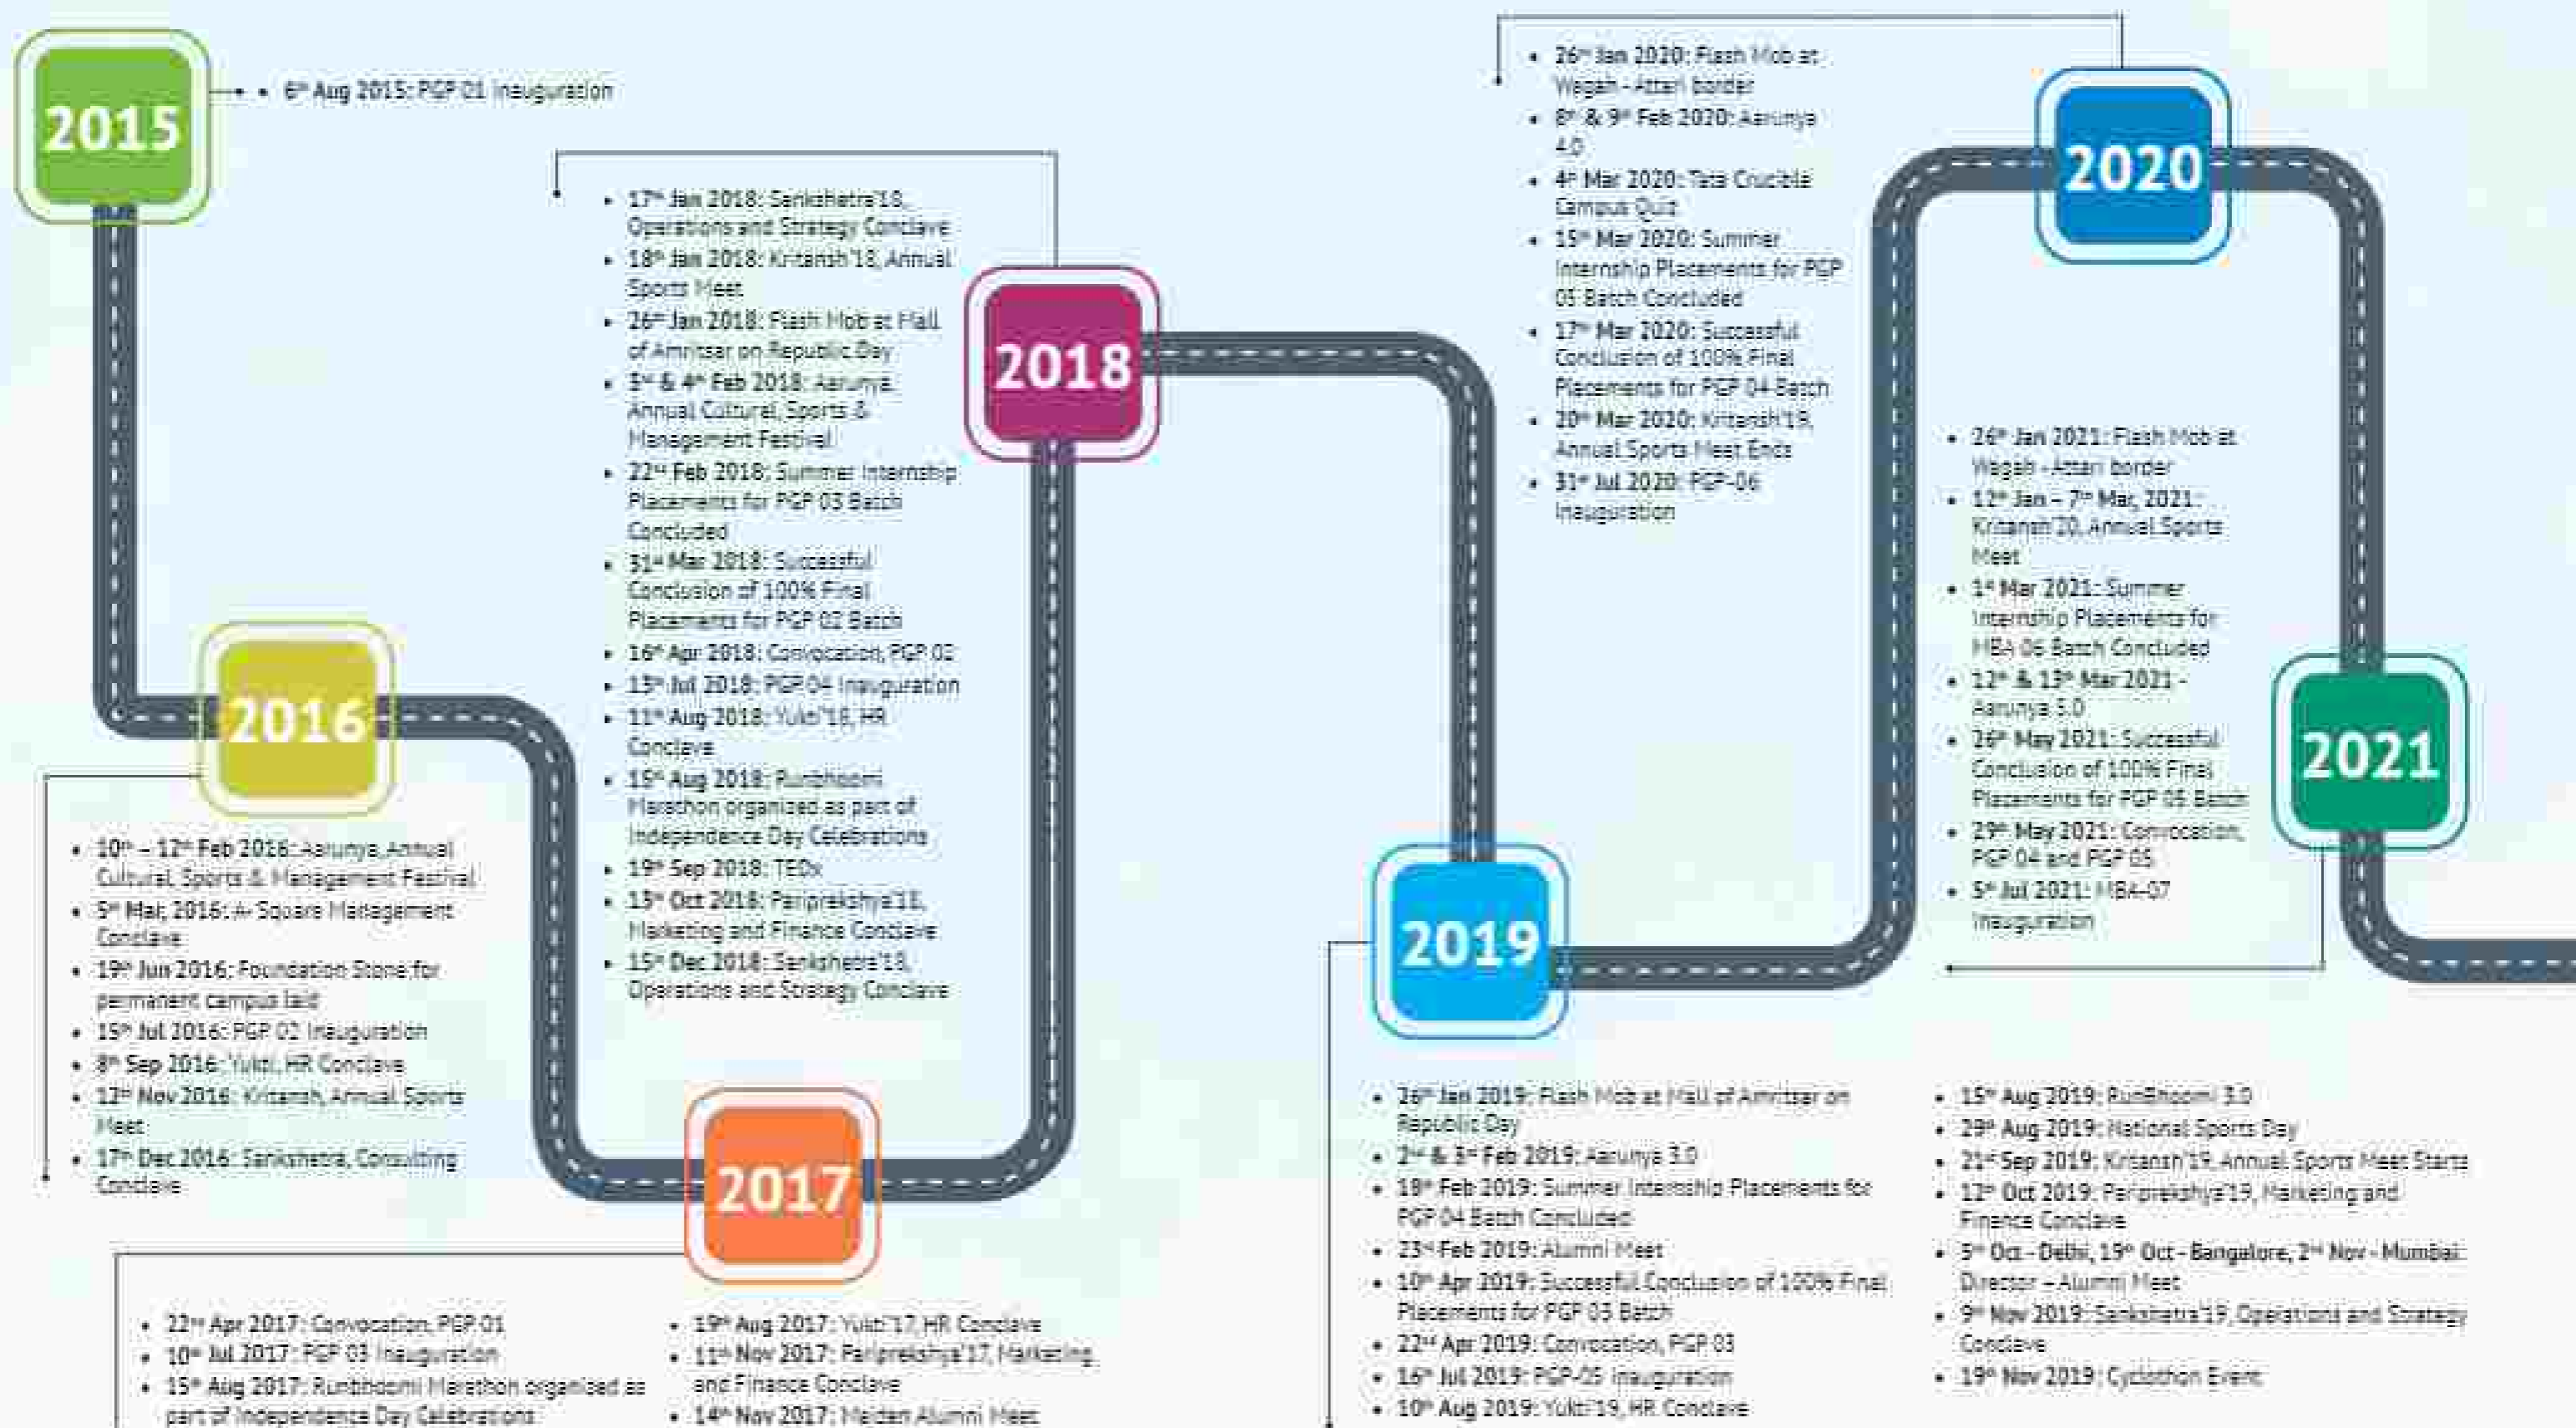 2015
• 6th Aug 2015: PGP 01 Inauguration
2016
• 10th – 12th Feb 2016: Aarunya, Annual
Cultural, Sports & Management Festival
• 5th Mar, 2016: A- Square Management
Conclave
• 19th Jun 2016: Foundation Stone for
permanent campus laid
• 15th Jul 2016: PGP 02 Inauguration
• 8th Sep 2016: Yukti, HR Conclave
• 12th Nov 2016: Kritansh, Annual Sports
Meet
• 17th Dec 2016: Sankshetra, Consulting
Conclave
2017
• 22nd Apr 2017: Convocation, PGP 01
• 10th Jul 2017: PGP 03 Inauguration
• 15th Aug 2017: Runbhoomi Marathon organized as
part of Independence Day Celebrations
• 19th Aug 2017: Yukti'17, HR Conclave
• 11th Nov 2017: Pariprekshya'17, Marketing
and Finance Conclave
• 14th Nov 2017: Maiden Alumni Meet
2018
• 17th Jan 2018: Sankshetra'18,
Operations and Strategy Conclave
• 18th Jan 2018: Kritansh'18, Annual
Sports Meet
• 26th Jan 2018: Flash Mob at Mall
of Amritsar on Republic Day
• 3rd & 4th Feb 2018: Aarunya,
Annual Cultural, Sports &
Management Festival
• 22nd Feb 2018: Summer Internship
Placements for PGP 03 Batch
Concluded
• 31st Mar 2018: Successful
Conclusion of 100% Final
Placements for PGP 02 Batch
• 16th Apr 2018: Convocation, PGP 02
• 13th Jul 2018: PGP 04 Inauguration
• 11th Aug 2018: Yukti'18, HR
Conclave
• 15th Aug 2018: Runbhoomi
Marathon organized as part of
Independence Day Celebrations
• 19th Sep 2018: TEDx
• 13th Oct 2018: Pariprekshya'18,
Marketing and Finance Conclave
• 15th Dec 2018: Sankshetra'18,
Operations and Strategy Conclave
2019
• 26th Jan 2019: Flash Mob at Mall of Amritsar on
Republic Day
• 2nd & 3rd Feb 2019: Aarunya 3.0
• 18th Feb 2019: Summer Internship Placements for
PGP 04 Batch Concluded
• 23rd Feb 2019: Alumni Meet
• 10th Apr 2019: Successful Conclusion of 100% Final
Placements for PGP 03 Batch
• 22nd Apr 2019: Convocation, PGP 03
• 16th Jul 2019: PGP-05 Inauguration
• 10th Aug 2019: Yukti'19, HR Conclave
• 15th Aug 2019: RunBhoomi 3.0
• 29th Aug 2019: National Sports Day
• 21st Sep 2019: Kritansh'19, Annual Sports Meet Starts
• 12th Oct 2019: Pariprekshya'19, Marketing and
Finance Conclave
• 5th Oct - Delhi, 19th Oct - Bangalore, 2nd Nov - Mumbai:
Director – Alumni Meet
• 9th Nov 2019: Sankshetra'19, Operations and Strategy
Conclave
• 19th Nov 2019: Cyclothon Event
2020
• 26th Jan 2020: Flash Mob at
Wagah - Attari border
• 8th & 9th Feb 2020: Aarunya
4.0
• 4th Mar 2020: Tata Crucible
Campus Quiz
• 15th Mar 2020: Summer
Internship Placements for PGP
05 Batch Concluded
• 17th Mar 2020: Successful
Conclusion of 100% Final
Placements for PGP 04 Batch
• 20th Mar 2020: Kritansh'19,
Annual Sports Meet Ends
• 31st Jul 2020: PGP-06
Inauguration
2021
• 26th Jan 2021: Flash Mob at
Wagah - Attari border
• 12th Jan – 7th Mar, 2021:
Kritansh'20, Annual Sports
Meet
• 1st Mar 2021: Summer
Internship Placements for
MBA 06 Batch Concluded
• 12th & 13th Mar 2021 -
Aarunya 5.0
• 26th May 2021: Successful
Conclusion of 100% Final
Placements for PGP 05 Batch
• 29th May 2021: Convocation,
PGP 04 and PGP 05
• 5th Jul 2021: MBA-07
Inauguration